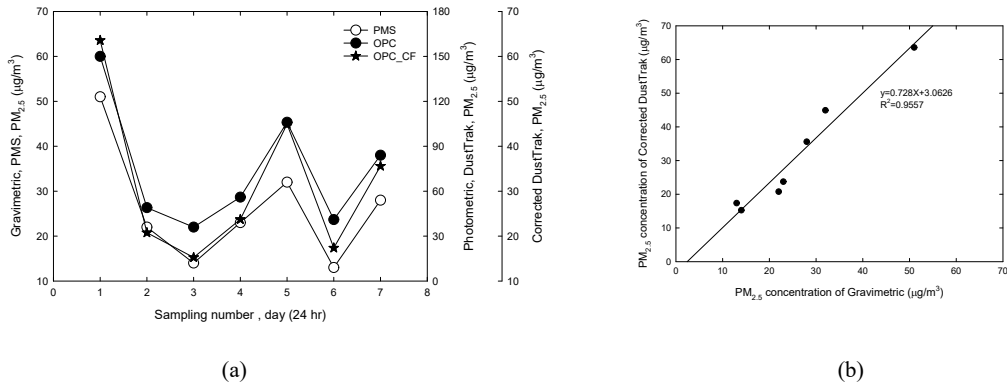 PMS
OPC
OPC_CF
Gravimetric, PMS, PM2.5 (μg/m3)
70
60
50
40
30
20
10
0 1 2 3 4 5 6 7 8
Sampling number , day (24 hr)
180
150
120
90
60
30
0
Photometric, DustTrak, PM2.5 (μg/m3)
70
60
50
40
30
20
10
Corrected DustTrak, PM2.5 (μg/m3)
(a)
PM2.5 concentration of Corrected DustTrak (μg/m3)
70
60
50
40
30
20
10
0
y=0.728X+3.0626
R2=0.9557
0 10 20 30 40 50 60 70
PM2.5 concentration of Gravimetric (μg/m3)
(b)